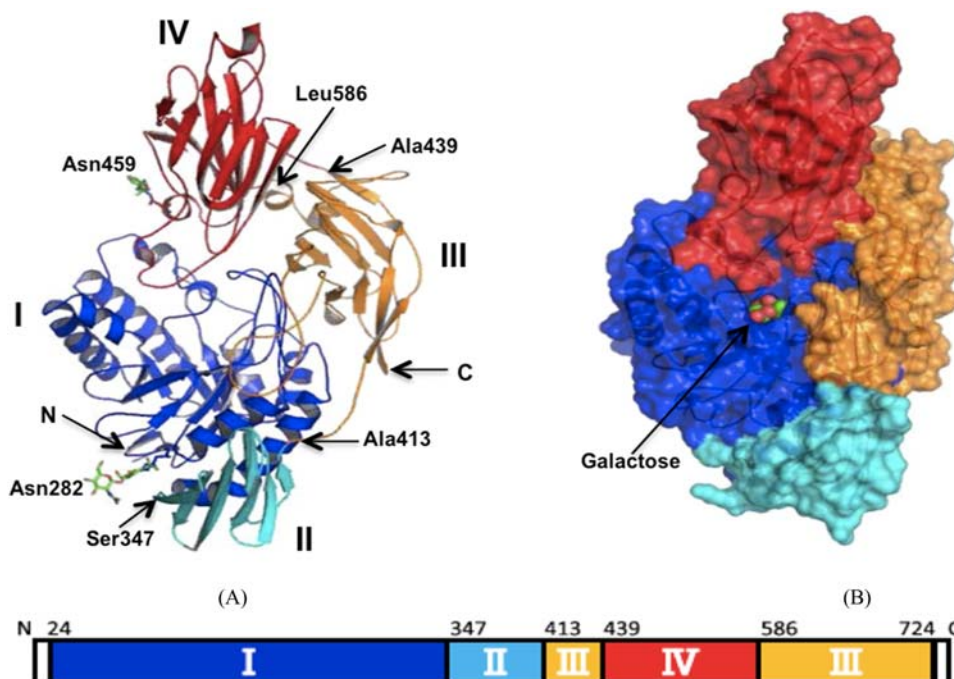 IV
Leu586
Ala439
Asn459
III
I
C
N
Ala413
Asn282
Ser347
II
Galactose
(A) (B)
N 24 347 413 439 586 724 C
I II III IV III